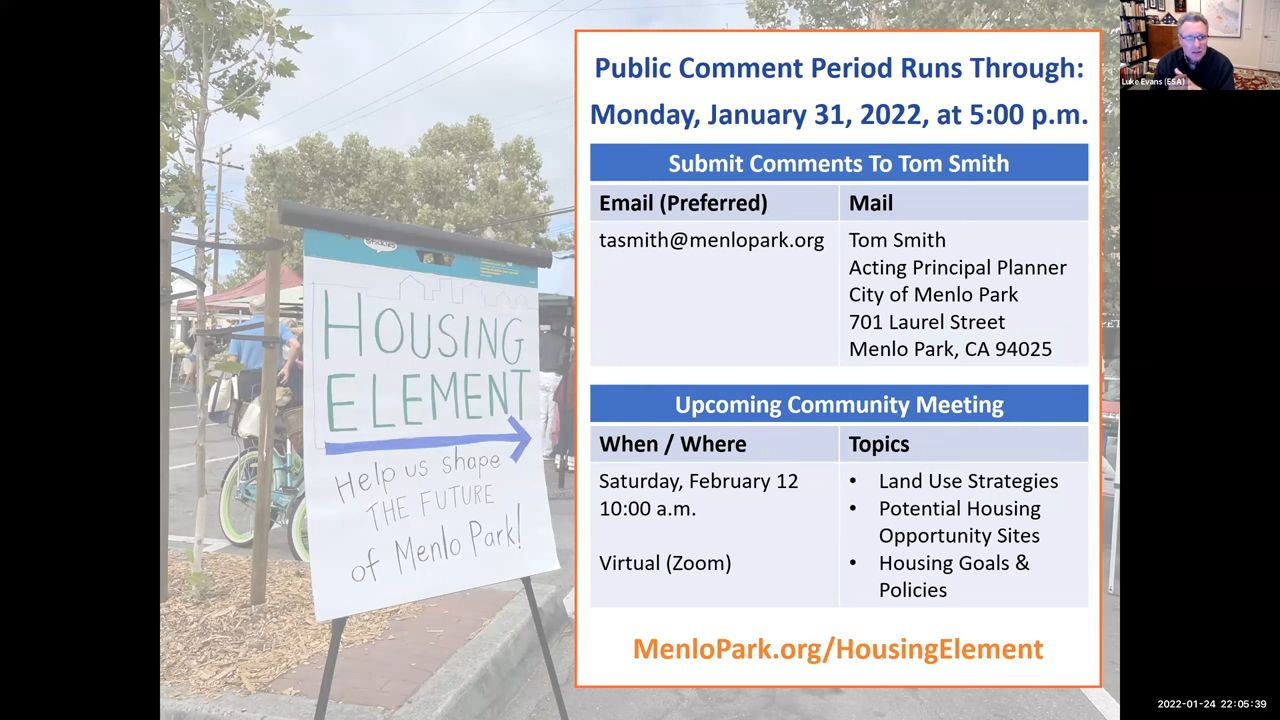 Public Comment Period Runs Through:
Monday, January 31, 2022, at 5:00 p.m.
Submit Comments To Tom Smith
Email (Preferred)
Mail
tasmith@menlopark.org
Tom Smith
Acting Principal Planner
City of Menlo Park
701 Laurel Street
Menlo Park, CA 94025
Upcoming Community Meeting
When / Where
Topics
Saturday, February 12
10:00 a.m.
Virtual (Zoom)
• Land Use Strategies
• Potential Housing
Opportunity Sites
• Housing Goals &
Policies
MenloPark.org/HousingElement
HOUSING
ELEMENT
Help us shape
THE FUTURE
of Menlo Park!
Luke Evans (ESA)
2022-01-24 22:05:39